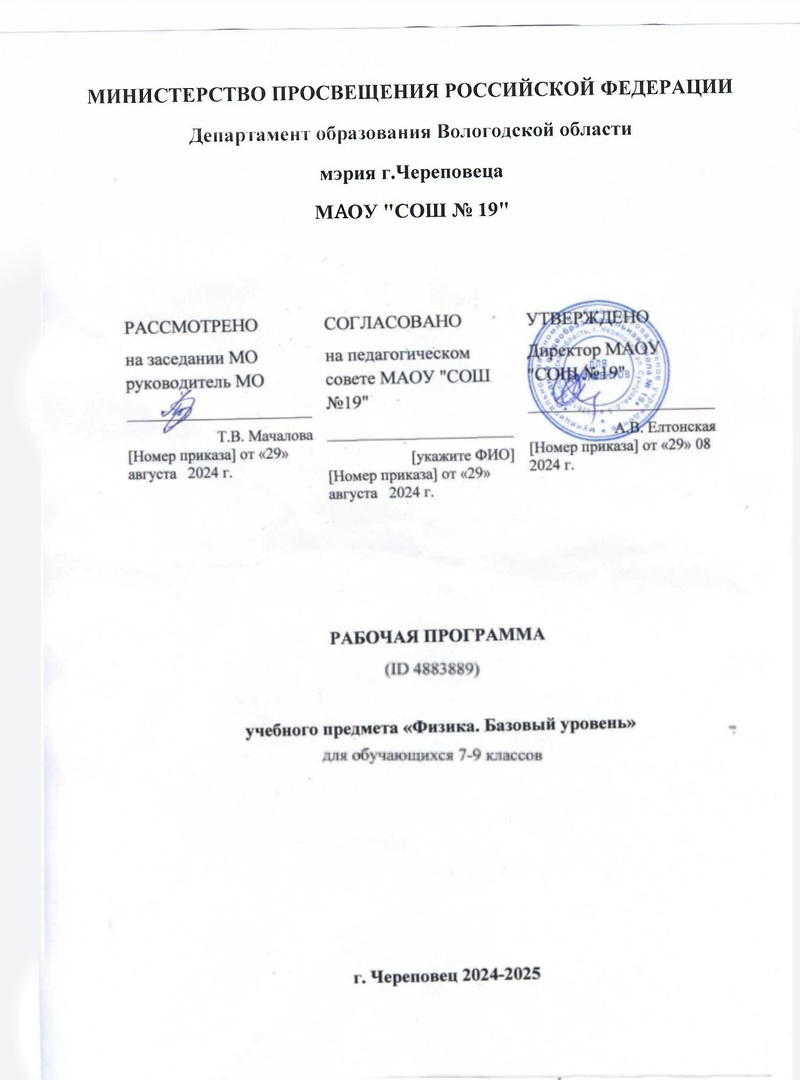 МИНИСТЕРСТВО ПРОСВЕЩЕНИЯ РОССИЙСКОЙ ФЕДЕРАЦИИ
Департамент образования Вологодской области
мэрия г.Череповеца
МАОУ "СОШ № 19"
РАССМОТРЕНО
на заседании МО
руководитель МО
Т.В. Мачалова
[Номер приказа] от «29»
августа 2024 г.
СОГЛАСОВАНО
на педагогическом
совете МАОУ "СОШ
№19"
[укажите ФИО]
[Номер приказа] от «29»
августа 2024 г.
УТВЕРЖДЕНО
Директор МАОУ
"СОШ №19"
А.В. Елтонская
[Номер приказа] от «29» 08
2024 г.
РАБОЧАЯ ПРОГРАММА
(ID 4883889)
учебного предмета «Физика. Базовый уровень»
для обучающихся 7-9 классов
г. Череповец 2024-2025